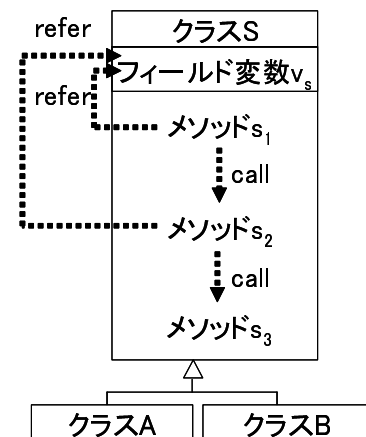 refer
クラスS
フィールド変数vs
refer
メソッドs1
call
メソッドs2
call
メソッドs3
クラスA
クラスB